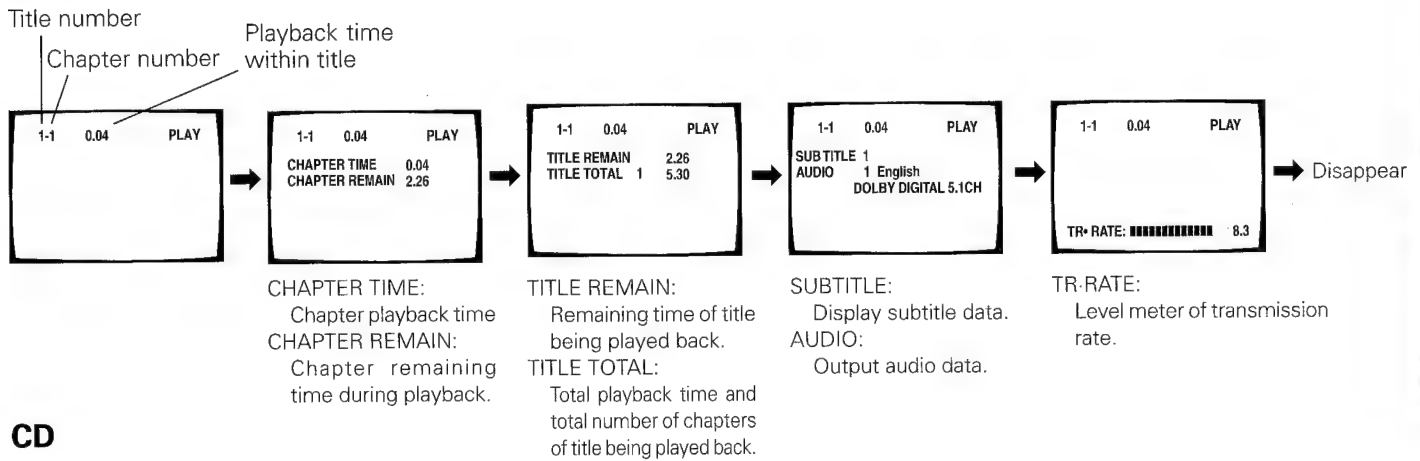 Title number
Chapter number
Playback time
within title
1-1 0.04 PLAY
1-1 0.04 PLAY
CHAPTER TIME 0.04
CHAPTER REMAIN 2.26
1-1 0.04 PLAY
TITLE REMAIN 2.26
TITLE TOTAL 1 5.30
1-1 0.04 PLAY
SUBTITLE 1
AUDIO 1 English
DOLBY DIGITAL 5.1CH
1-1 0.04 PLAY
TR• RATE: 8.3
Disappear
CHAPTER TIME:
Chapter playback time
CHAPTER REMAIN:
Chapter remaining
time during playback.
TITLE REMAIN:
Remaining time of title
being played back.
TITLE TOTAL:
Total playback time and
total number of chapters
of title being played back.
SUBTITLE:
Display subtitle data.
AUDIO:
Output audio data.
TR·RATE:
Level meter of transmission
rate.
CD